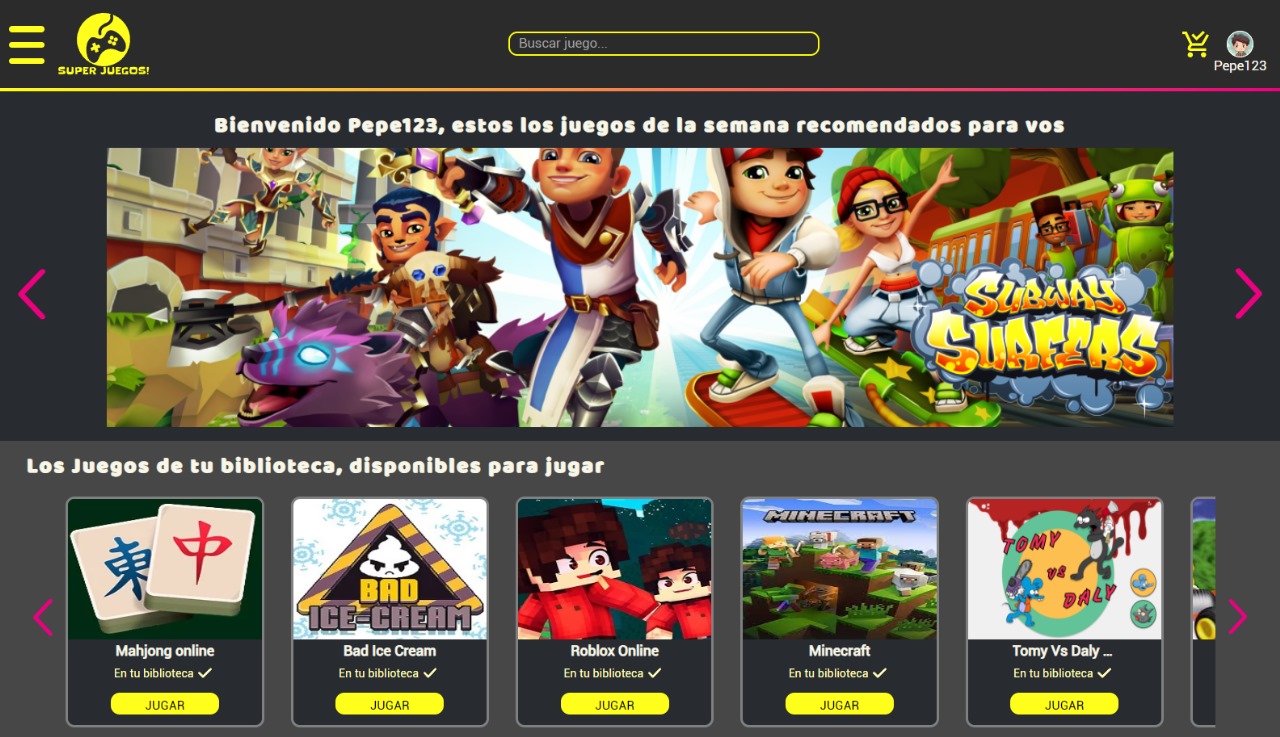 SUPER JUEGOS!
Buscar juego...
Pepe123
Bienvenido Pepe123, estos los juegos de la semana recomendados para vos
SUBWAY
SURFERS
Los Juegos de tu biblioteca, disponibles para jugar
東 中
BAD
ICE-CREAM
MINECRAFT
TOMY
VS
DALY
Mahjong online
Bad Ice Cream
Roblox Online
Minecraft
Tomy Vs Daly ...
En tu biblioteca
En tu biblioteca
En tu biblioteca
En tu biblioteca
En tu biblioteca
JUGAR
JUGAR
JUGAR
JUGAR
JUGAR